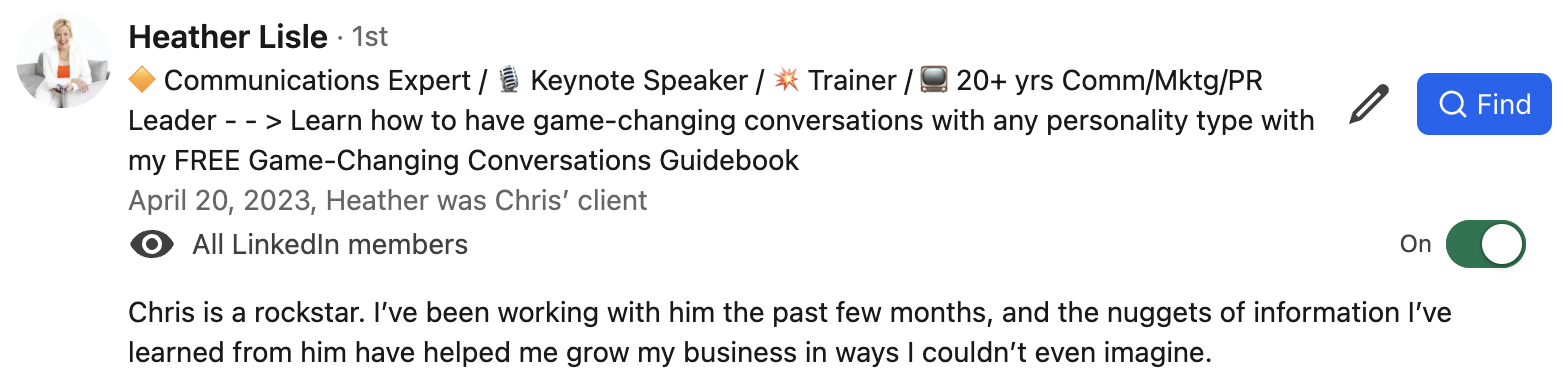 Heather Lisle · 1st
🔶 Communications Expert / 🎙 Keynote Speaker / 💥 Trainer / 📺 20+ yrs Comm/Mktg/PR
Leader - - > Learn how to have game-changing conversations with any personality type with
my FREE Game-Changing Conversations Guidebook
Find
April 20, 2023, Heather was Chris’ client
All LinkedIn members
On
Chris is a rockstar. I’ve been working with him the past few months, and the nuggets of information I’ve
learned from him have helped me grow my business in ways I couldn’t even imagine.